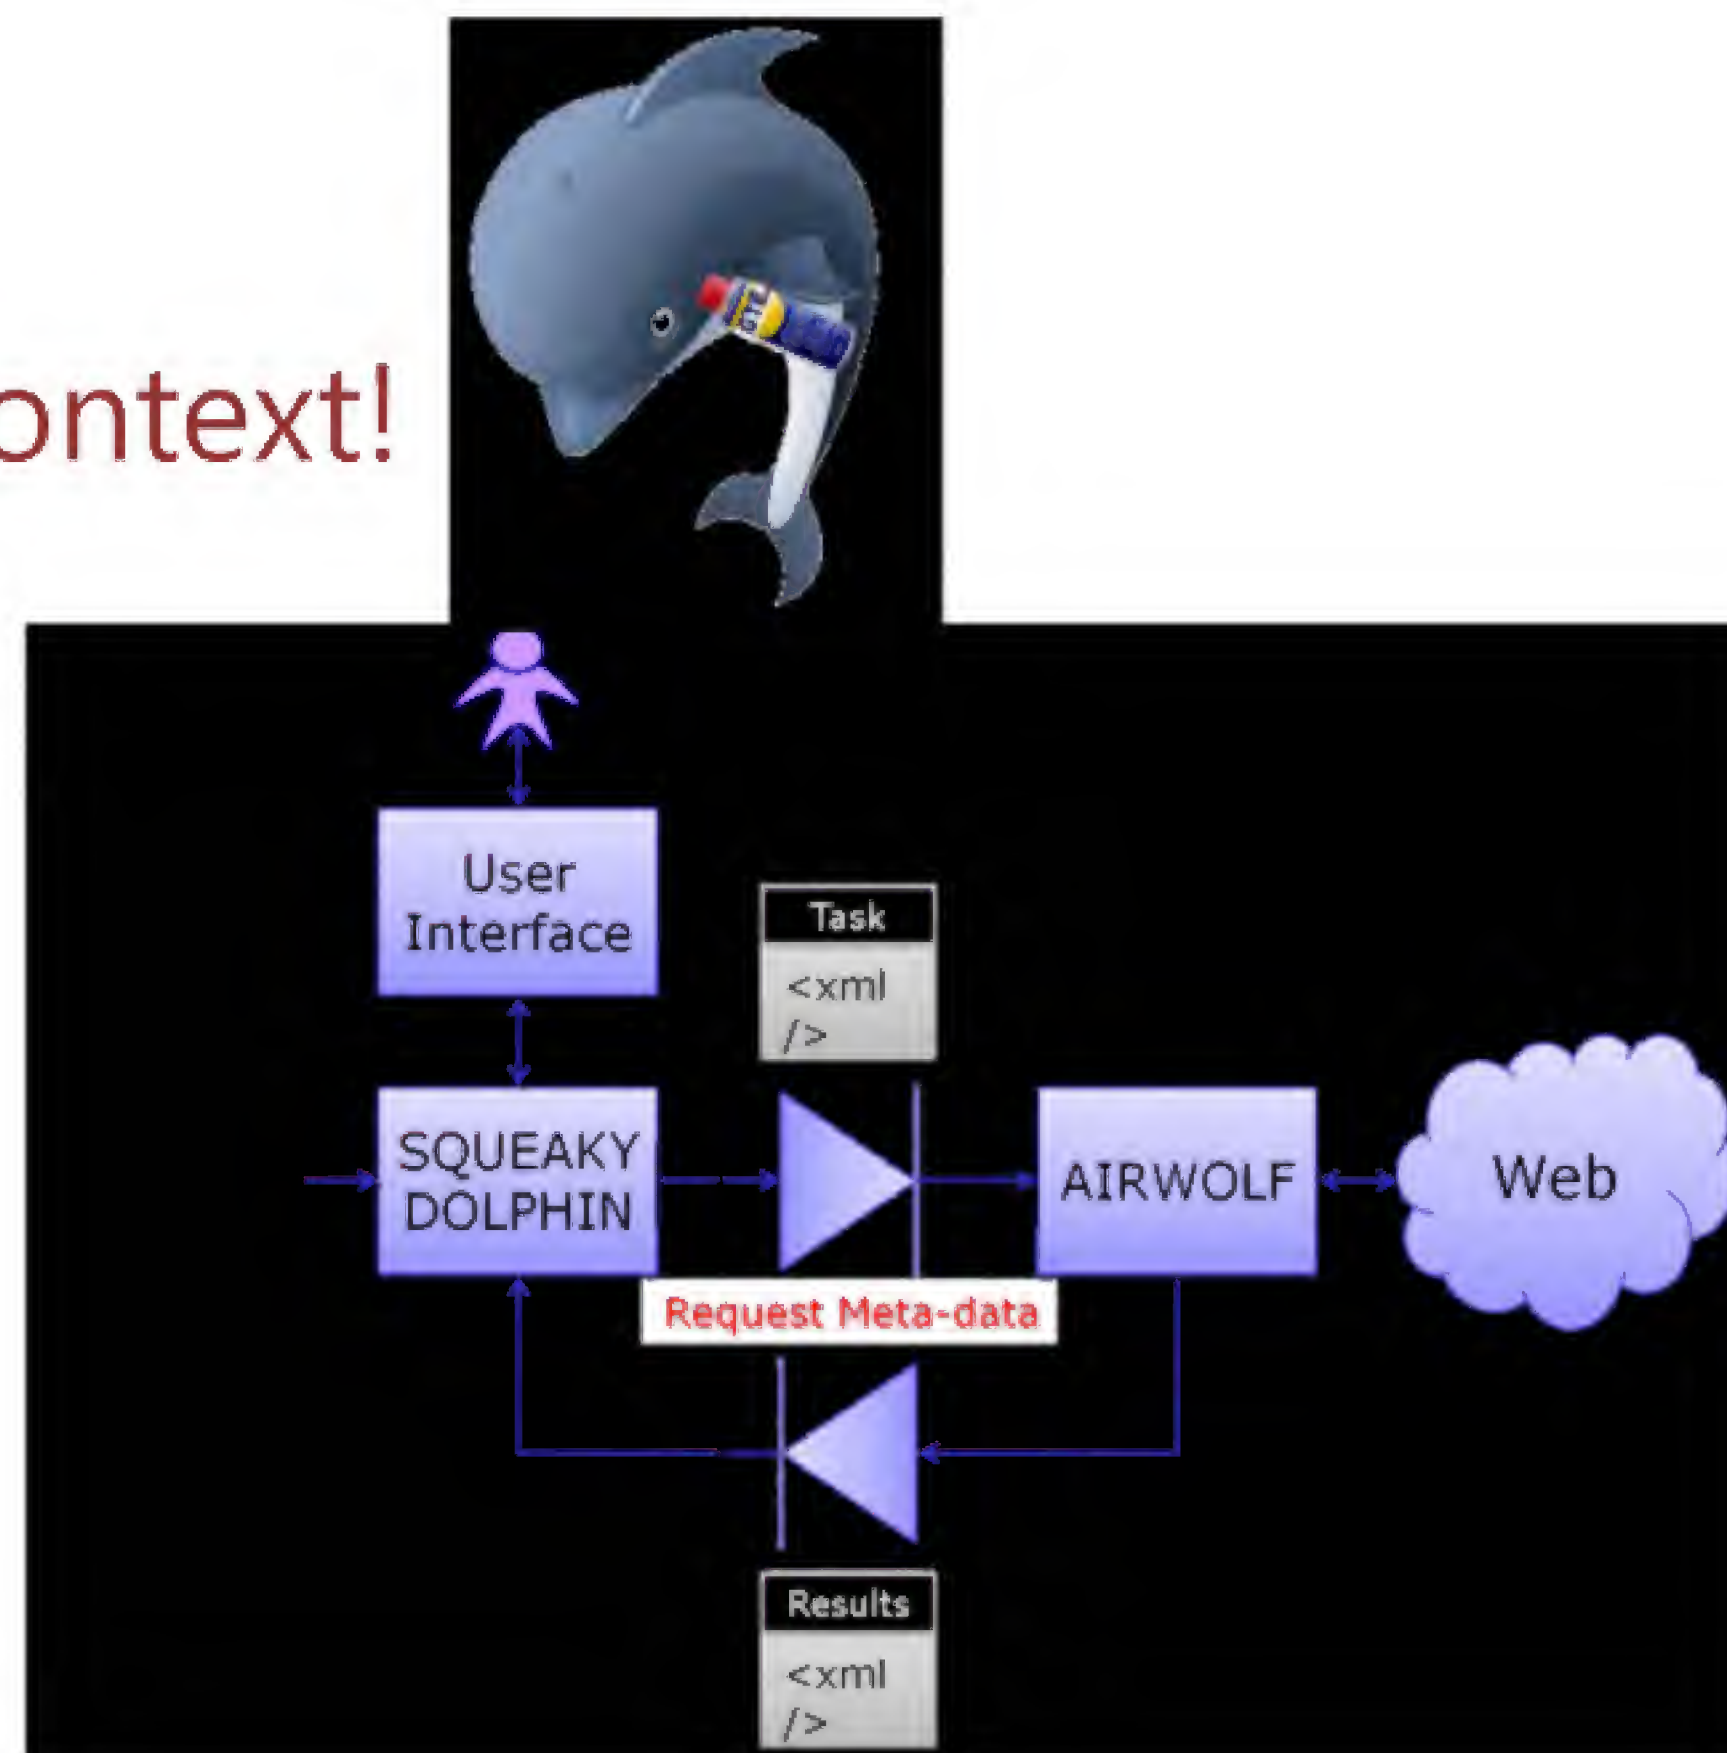 ontext!
User
Interface
Task
<xml
/>
SQUEAKY
DOLPHIN
AIRWOLF
Web
Request Meta-data
Results
<xml
/>